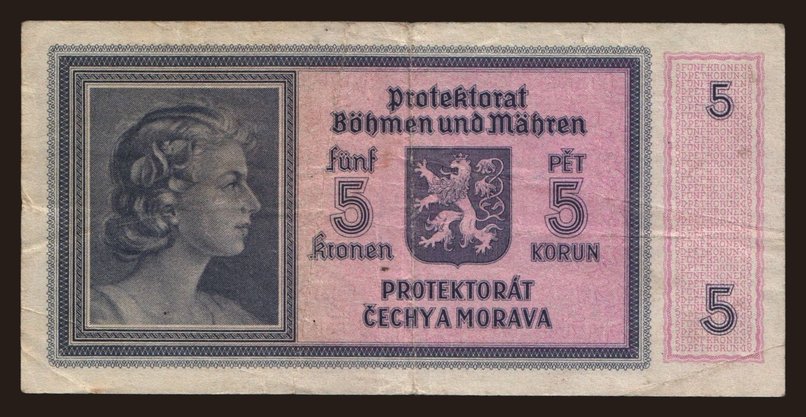 Protektorat
Böhmen und Mähren
fünf PĚT
5 5
Kronen KORUN
PROTEKTORÁT
ČECHY A MORAVA
5
5